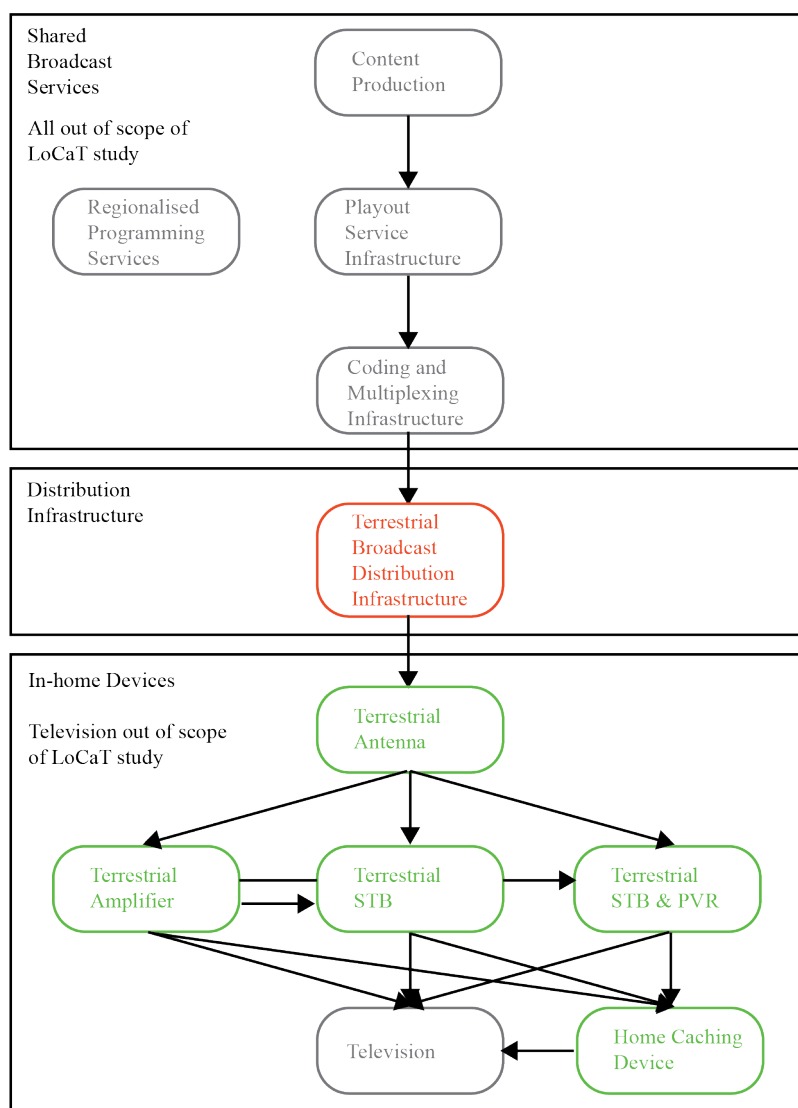 Shared
Broadcast
Services
All out of scope of
LoCaT study
Content
Production
Regionalised
Programming
Services
Playout
Service
Infrastructure
Coding and
Multiplexing
Infrastructure
Distribution
Infrastructure
Terrestrial
Broadcast
Distribution
Infrastructure
In-home Devices
Television out of scope
of LoCaT study
Terrestrial
Antenna
Terrestrial
Amplifier
Terrestrial
STB
Terrestrial
STB & PVR
Television
Home Caching
Device